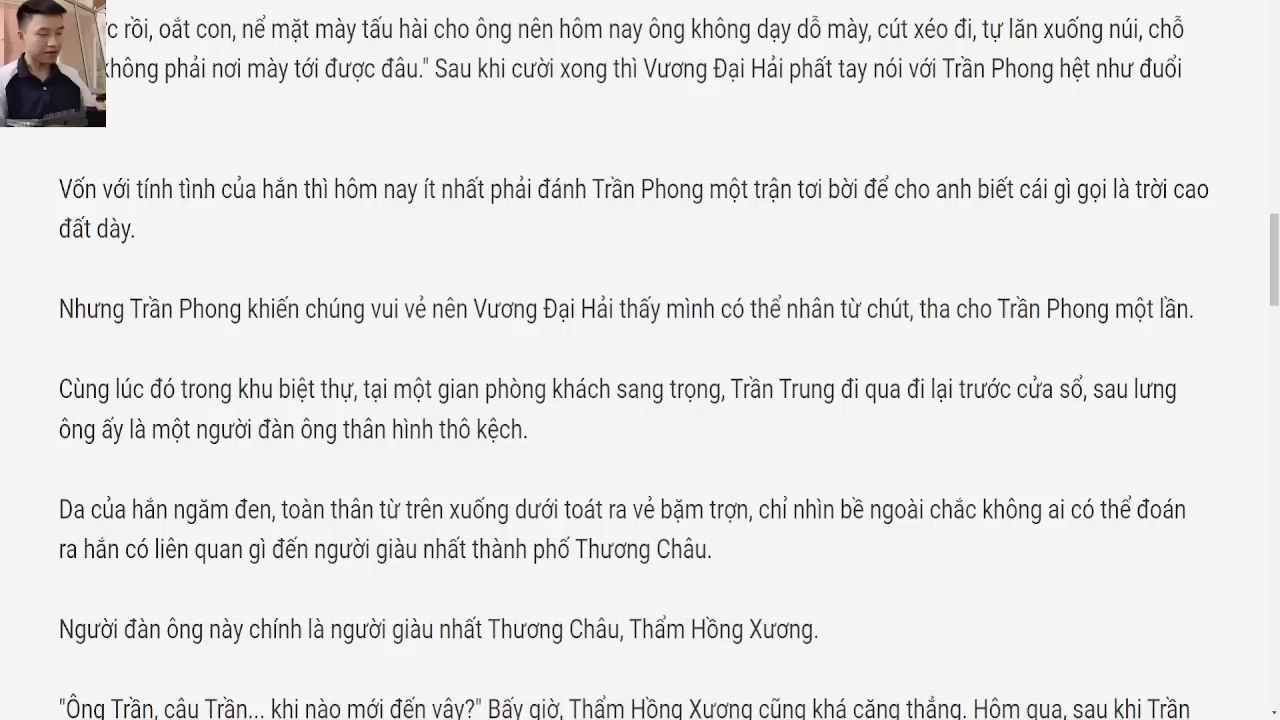 rồi, oắt con, nể mặt mày tấu hài cho ông nên hôm nay ông không dạy dỗ mày, cút xéo đi, tự lăn xuống núi, chỗ
không phải nơi mày tới được đâu." Sau khi cười xong thì Vương Đại Hải phất tay nói với Trần Phong hệt như đuổi
Vốn với tính tình của hắn thì hôm nay ít nhất phải đánh Trần Phong một trận tơi bời để cho anh biết cái gì gọi là trời cao
đất dày.
Nhưng Trần Phong khiến chúng vui vẻ nên Vương Đại Hải thấy mình có thể nhân từ chút, tha cho Trần Phong một lần.
Cùng lúc đó trong khu biệt thự, tại một gian phòng khách sang trọng, Trần Trung đi qua đi lại trước cửa sổ, sau lưng
ông ấy là một người đàn ông thân hình thô kệch.
Da của hắn ngăm đen, toàn thân từ trên xuống dưới toát ra vẻ bặm trợn, chỉ nhìn bề ngoài chắc không ai có thể đoán
ra hắn có liên quan gì đến người giàu nhất thành phố Thương Châu.
Người đàn ông này chính là người giàu nhất Thương Châu, Thẩm Hồng Xương.
"Ông Trần, cậu Trần... khi nào mới đến vậy?" Bấy giờ, Thẩm Hồng Xương cũng khá căng thẳng. Hôm qua, sau khi Trần